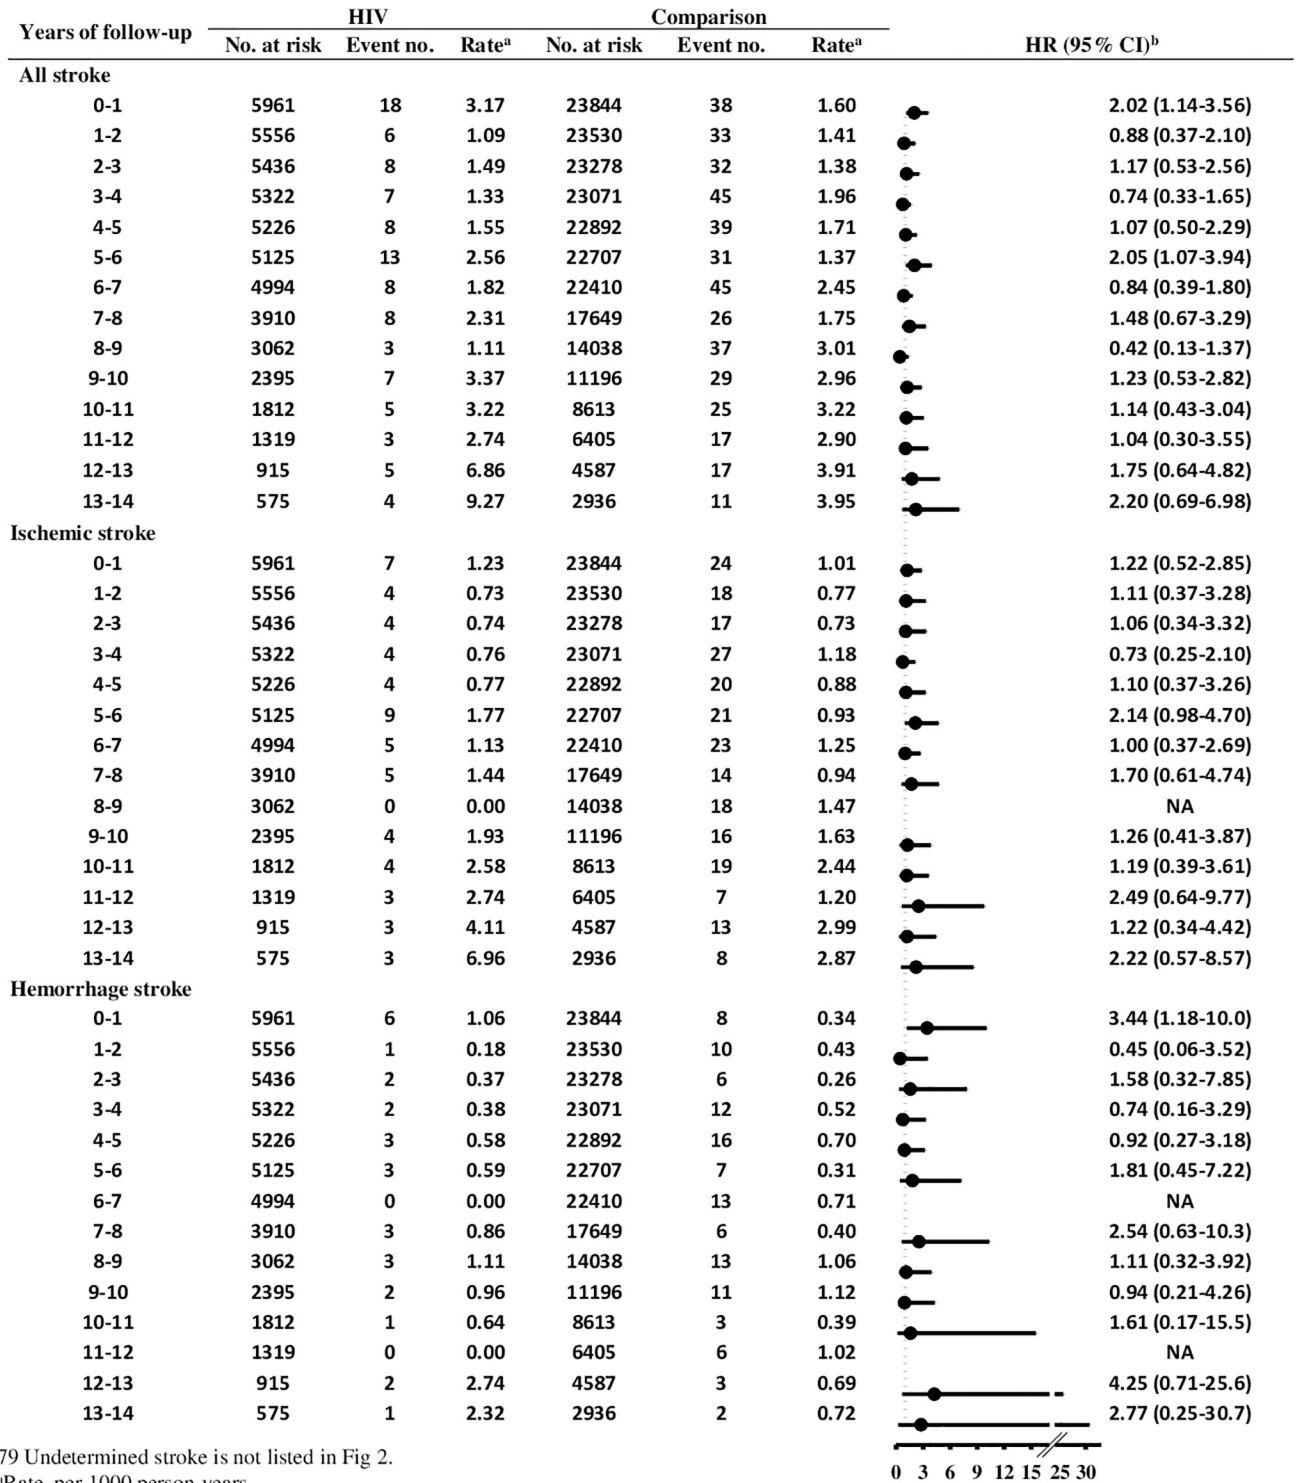 HIV Comparison
Years of follow-up No. at risk Event no. Rateª No. at risk Event no. Rateª HR (95% CI)ᵇ
All stroke
0-1 5961 18 3.17 23844 38 1.60 2.02 (1.14-3.56)
1-2 5556 6 1.09 23530 33 1.41 0.88 (0.37-2.10)
2-3 5436 8 1.49 23278 32 1.38 1.17 (0.53-2.56)
3-4 5322 7 1.33 23071 45 1.96 0.74 (0.33-1.65)
4-5 5226 8 1.55 22892 39 1.71 1.07 (0.50-2.29)
5-6 5125 13 2.56 22707 31 1.37 2.05 (1.07-3.94)
6-7 4994 8 1.82 22410 45 2.45 0.84 (0.39-1.80)
7-8 3910 8 2.31 17649 26 1.75 1.48 (0.67-3.29)
8-9 3062 3 1.11 14038 37 3.01 0.42 (0.13-1.37)
9-10 2395 7 3.37 11196 29 2.96 1.23 (0.53-2.82)
10-11 1812 5 3.22 8613 25 3.22 1.14 (0.43-3.04)
11-12 1319 3 2.74 6405 17 2.90 1.04 (0.30-3.55)
12-13 915 5 6.86 4587 17 3.91 1.75 (0.64-4.82)
13-14 575 4 9.27 2936 11 3.95 2.20 (0.69-6.98)
Ischemic stroke
0-1 5961 7 1.23 23844 24 1.01 1.22 (0.52-2.85)
1-2 5556 4 0.73 23530 18 0.77 1.11 (0.37-3.28)
2-3 5436 4 0.74 23278 17 0.73 1.06 (0.34-3.32)
3-4 5322 4 0.76 23071 27 1.18 0.73 (0.25-2.10)
4-5 5226 4 0.77 22892 20 0.88 1.10 (0.37-3.26)
5-6 5125 9 1.77 22707 21 0.93 2.14 (0.98-4.70)
6-7 4994 5 1.13 22410 23 1.25 1.00 (0.37-2.69)
7-8 3910 5 1.44 17649 14 0.94 1.70 (0.61-4.74)
8-9 3062 0 0.00 14038 18 1.47 NA
9-10 2395 4 1.93 11196 16 1.63 1.26 (0.41-3.87)
10-11 1812 4 2.58 8613 19 2.44 1.19 (0.39-3.61)
11-12 1319 3 2.74 6405 7 1.20 2.49 (0.64-9.77)
12-13 915 3 4.11 4587 13 2.99 1.22 (0.34-4.42)
13-14 575 3 6.96 2936 8 2.87 2.22 (0.57-8.57)
Hemorrhage stroke
0-1 5961 6 1.06 23844 8 0.34 3.44 (1.18-10.0)
1-2 5556 1 0.18 23530 10 0.43 0.45 (0.06-3.52)
2-3 5436 2 0.37 23278 6 0.26 1.58 (0.32-7.85)
3-4 5322 2 0.38 23071 12 0.52 0.74 (0.16-3.29)
4-5 5226 3 0.58 22892 16 0.70 0.92 (0.27-3.18)
5-6 5125 3 0.59 22707 7 0.31 1.81 (0.45-7.22)
6-7 4994 0 0.00 22410 13 0.71 NA
7-8 3910 3 0.86 17649 6 0.40 2.54 (0.63-10.3)
8-9 3062 3 1.11 14038 13 1.06 1.11 (0.32-3.92)
9-10 2395 2 0.96 11196 11 1.12 0.94 (0.21-4.26)
10-11 1812 1 0.64 8613 3 0.39 1.61 (0.17-15.5)
11-12 1319 0 0.00 6405 6 1.02 NA
12-13 915 2 2.74 4587 3 0.69 4.25 (0.71-25.6)
13-14 575 1 2.32 2936 2 0.72 2.77 (0.25-30.7)
79 Undetermined stroke is not listed in Fig 2.
0 3 6 9 12 15 25 30